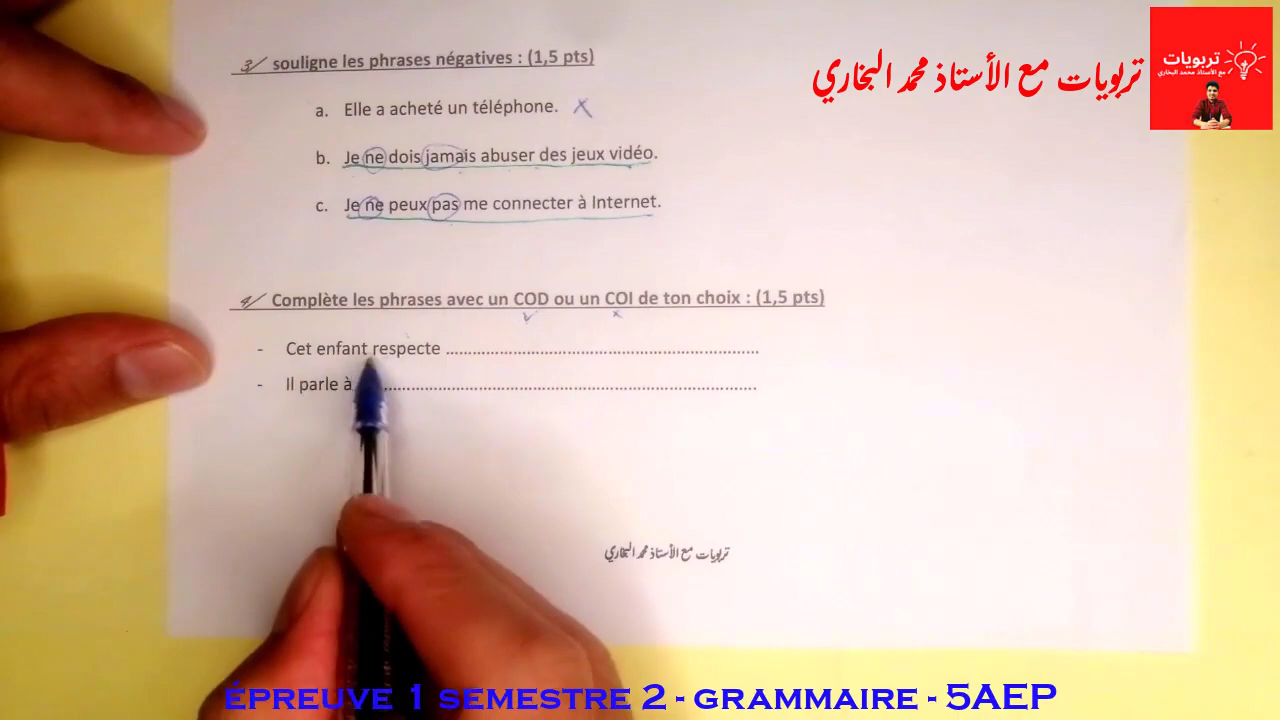 تربويات مع الأستاذ محمد البخاري
تربويات
مع الأستاذ محمد البخاري
3/ souligne les phrases négatives : (1,5 pts)
a. Elle a acheté un téléphone. X
b. Je ne dois jamais abuser des jeux vidéo.
c. Je ne peux pas me connecter à Internet.
4/ Complète les phrases avec un COD ou un COI de ton choix : (1,5 pts)
- Cet enfant respecte ..................................................
- Il parle à ..................................................
تربويات مع الأستاذ محمد البخاري
ÉPREUVE 1 SEMESTRE 2 - GRAMMAIRE - 5AEP